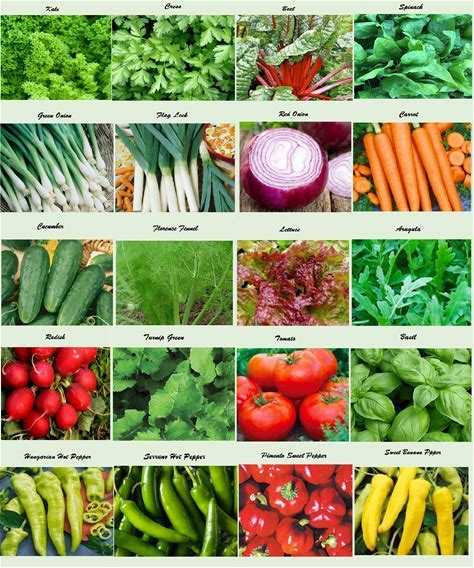 Kale Cress Beet Spinach
Green Onion Flag Leek Red Onion Carrot
Cucumber Florence Fennel Lettuce Arugula
Radish Turnip Green Tomato Basil
Hungarian Hot Pepper Serrano Hot Pepper Pimento Sweet Pepper Sweet Banana Ppper